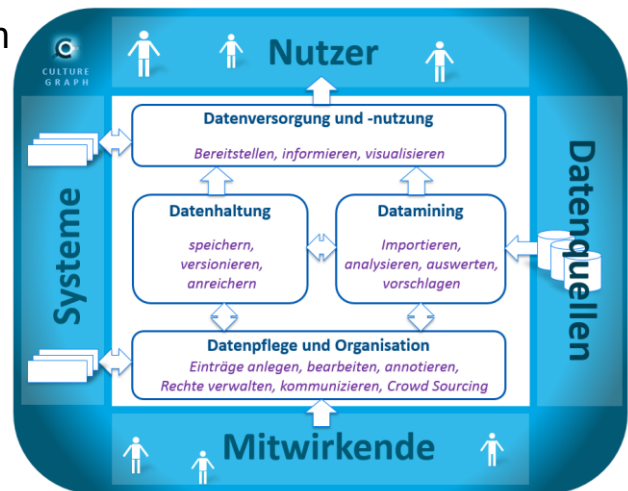 n
CULTURE
GRAPH
Nutzer
Systeme
Datenquellen
Datenversorgung und -nutzung
Bereitstellen, informieren, visualisieren
Datenhaltung
speichern,
versionieren,
anreichern
Datamining
Importieren,
analysieren, auswerten,
vorschlagen
Datenpflege und Organisation
Einträge anlegen, bearbeiten, annotieren,
Rechte verwalten, kommunizieren, Crowd Sourcing
Mitwirkende